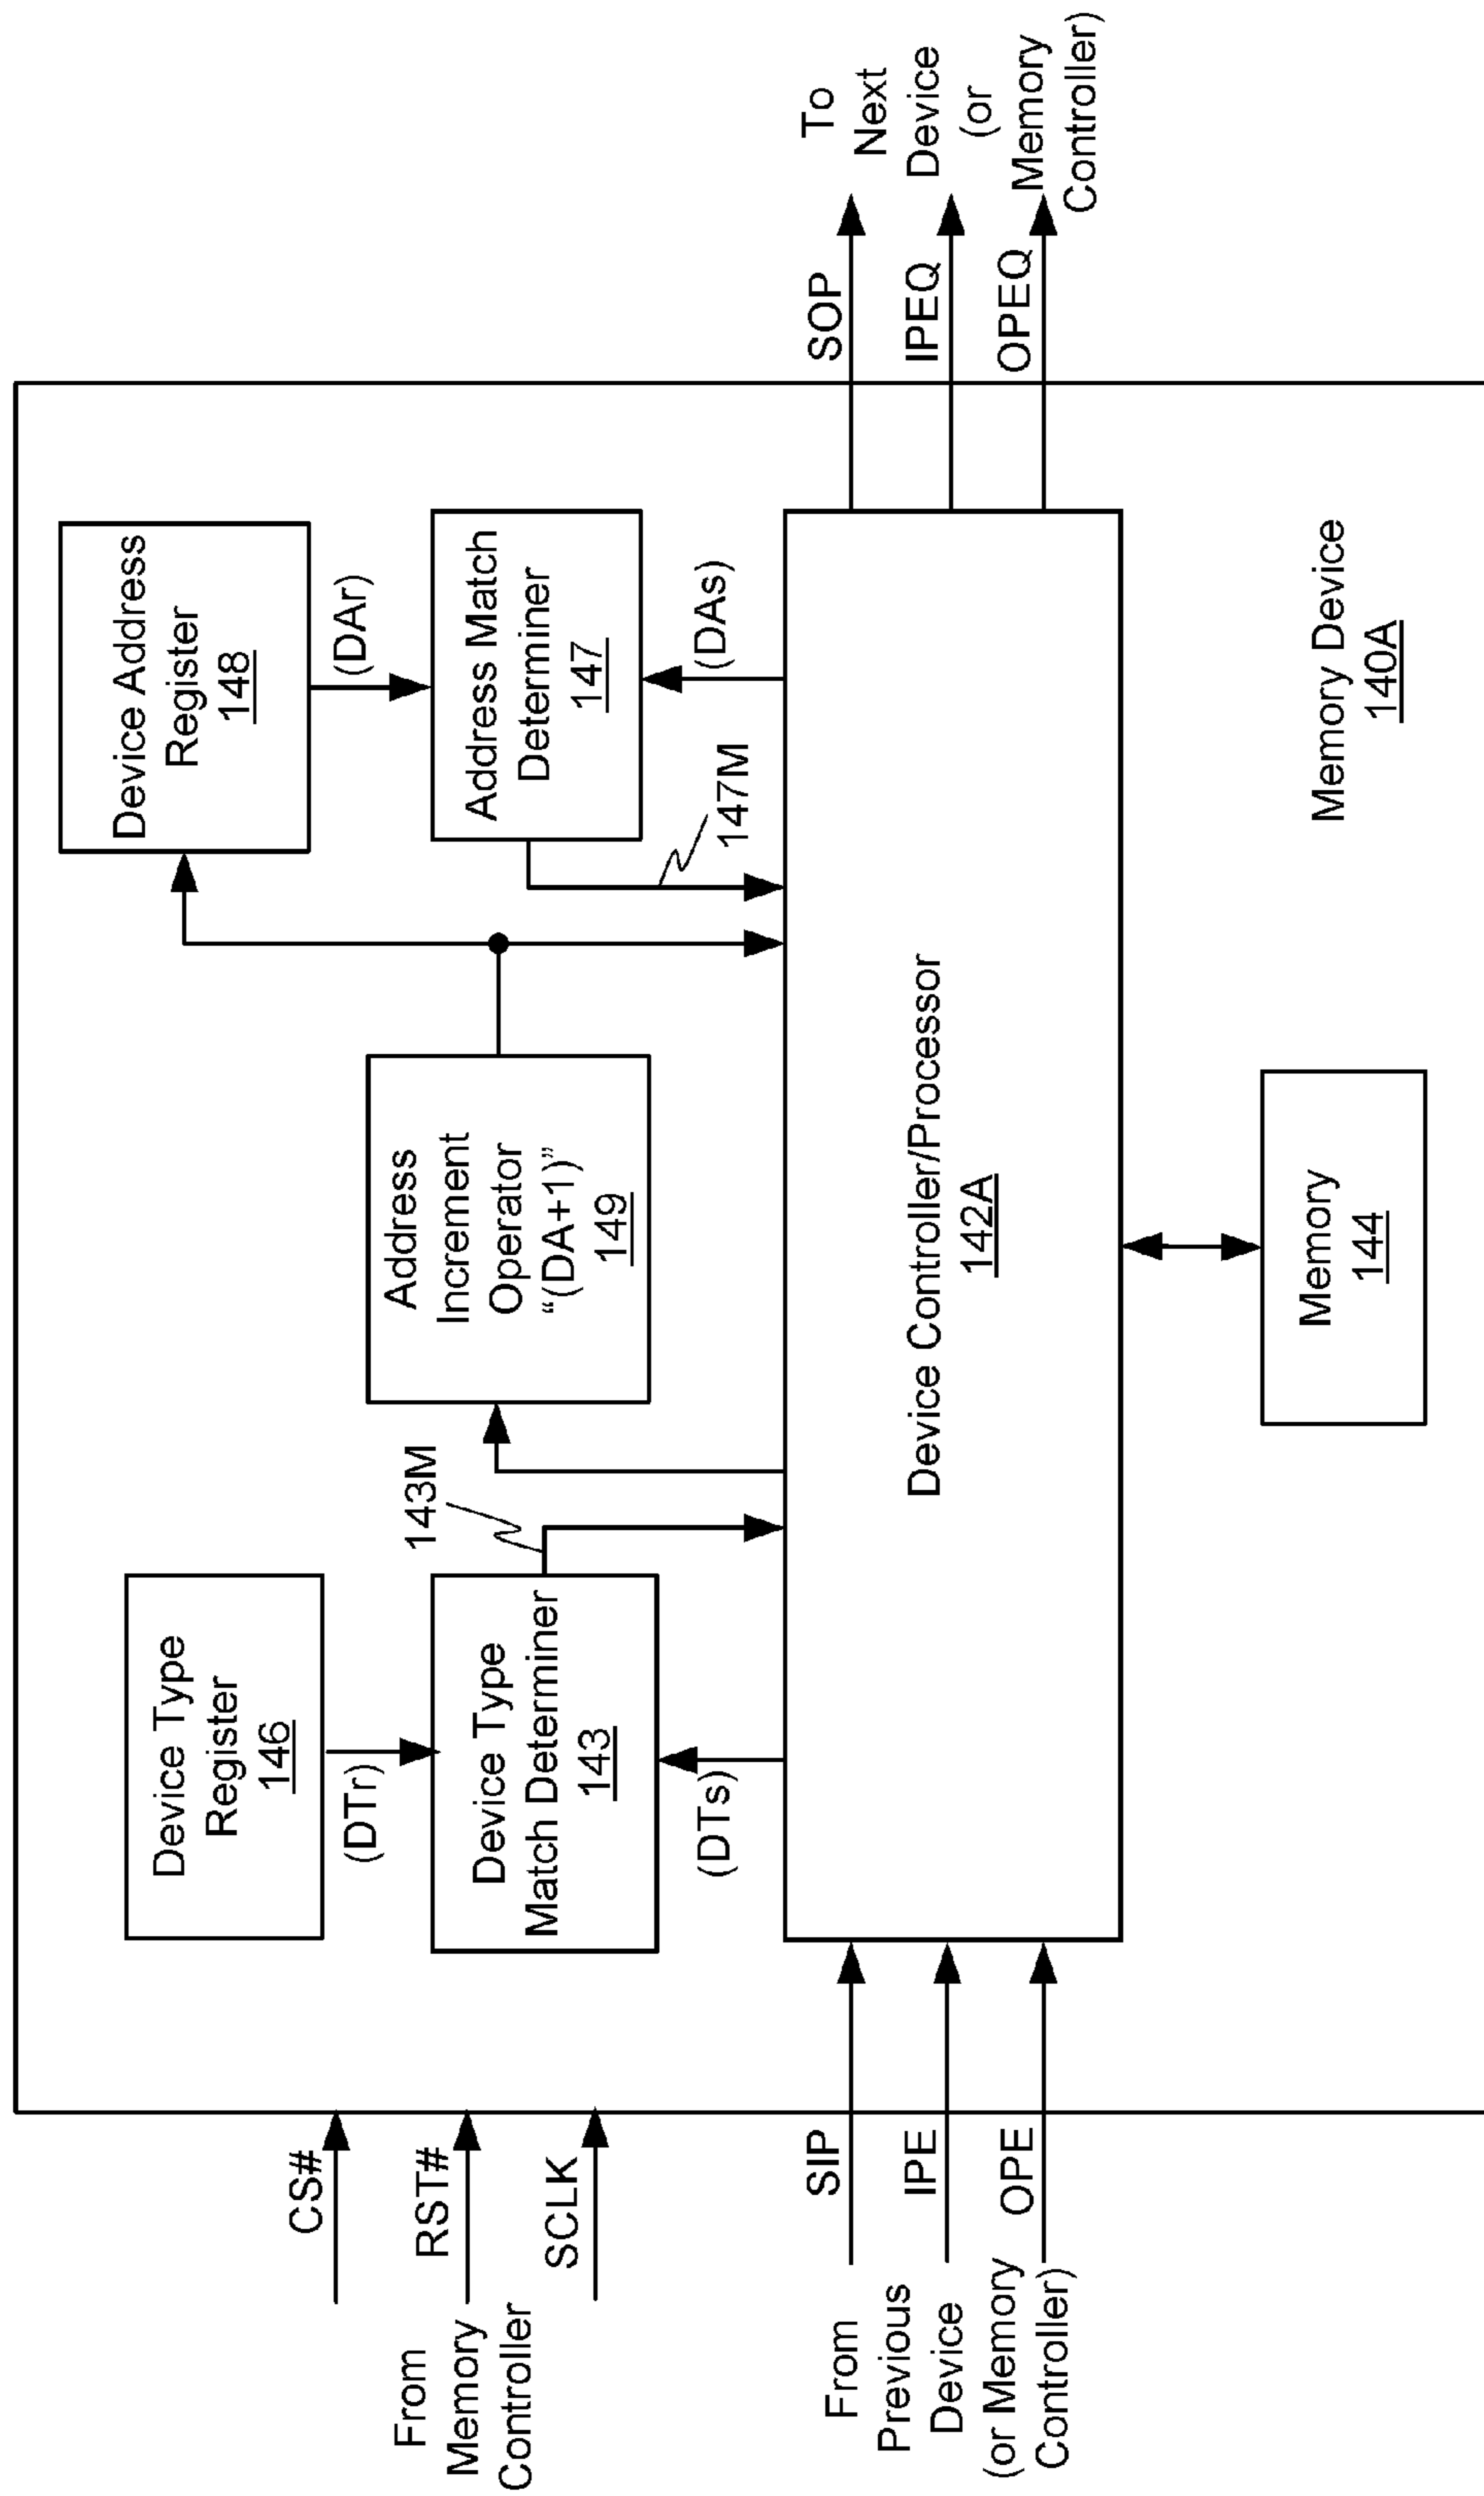 CS#
From
Memory
Controller
RST#
SCLK
From
Previous
Device
(or Memory
Controller)
SIP
IPE
OPE
Device Type
Register
146
(DTr)
Device Type
Match Determiner
143
(DTs)
143M
Address
Increment
Operator
“(DA+1)”
149
Device Address
Register
148
(DAr)
Address Match
Determiner
147
(DAs)
147M
Device Controller/Processor
142A
Memory
144
Memory Device
140A
SOP
IPEQ
OPEQ
To
Next
Device
(or
Memory
Controller)